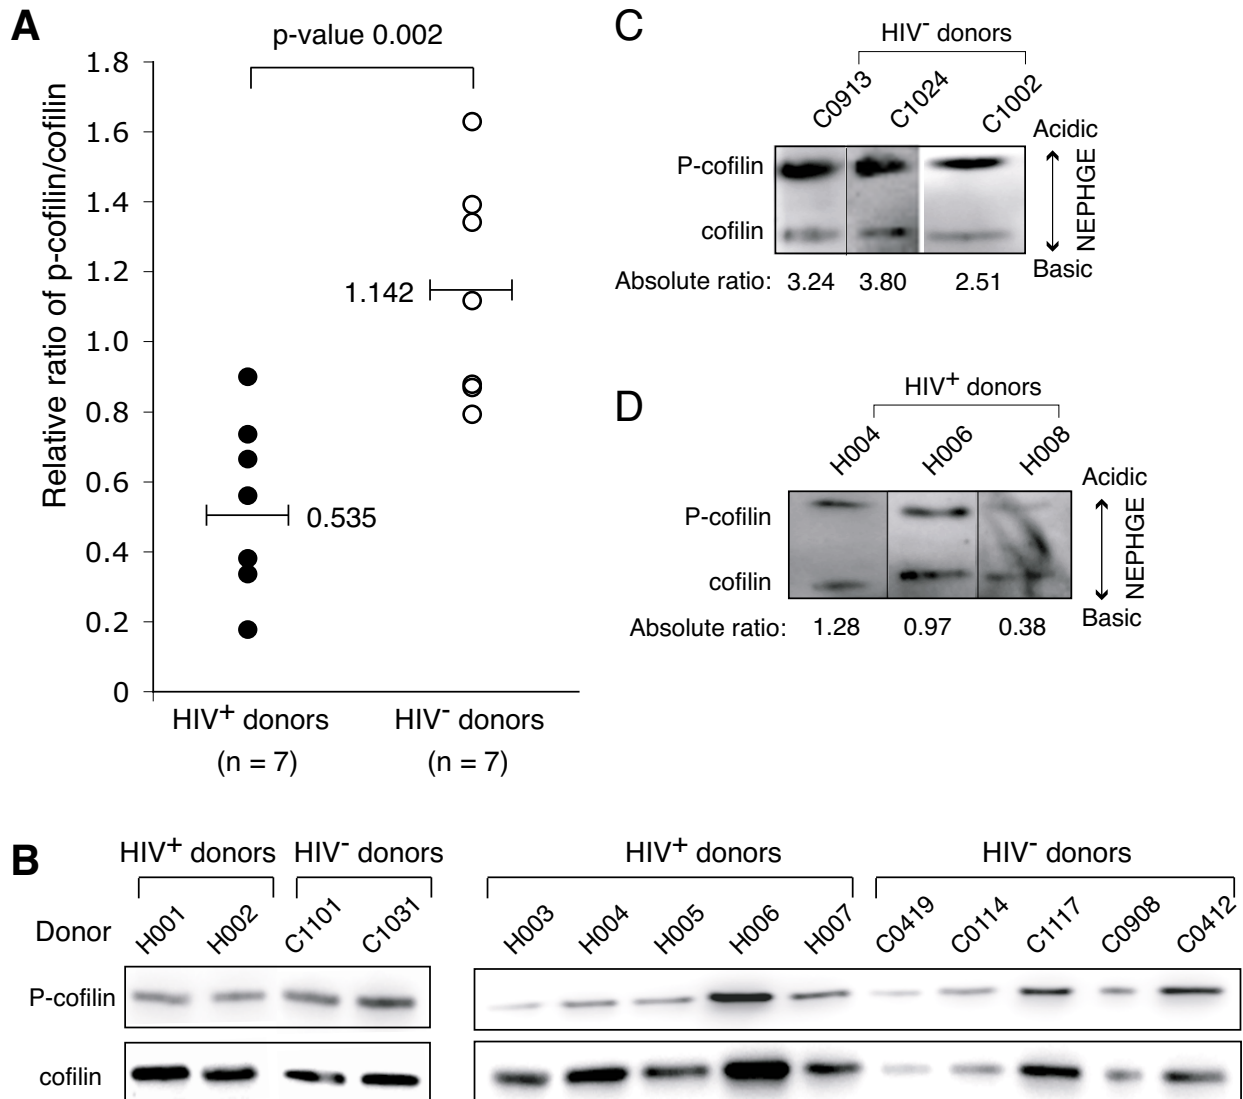 A
p-value 0.002
Relative ratio of p-cofilin/cofilin
1.8
1.6
1.4
1.2
1.0
0.8
0.6
0.4
0.2
0
1.142
0.535
HIV+ donors
(n = 7)
HIV- donors
(n = 7)
C
HIV- donors
C0913
C1024
C1002
P-cofilin
cofilin
Acidic
NEPHGE
Basic
Absolute ratio: 3.24 3.80 2.51
D
HIV+ donors
H004
H006
H008
P-cofilin
cofilin
Acidic
NEPHGE
Basic
Absolute ratio: 1.28 0.97 0.38
B
HIV+ donors HIV- donors HIV+ donors HIV- donors
Donor H001 H002 C1101 C1031 H003 H004 H005 H006 H007 C0419 C0114 C1117 C0908 C0412
P-cofilin
cofilin